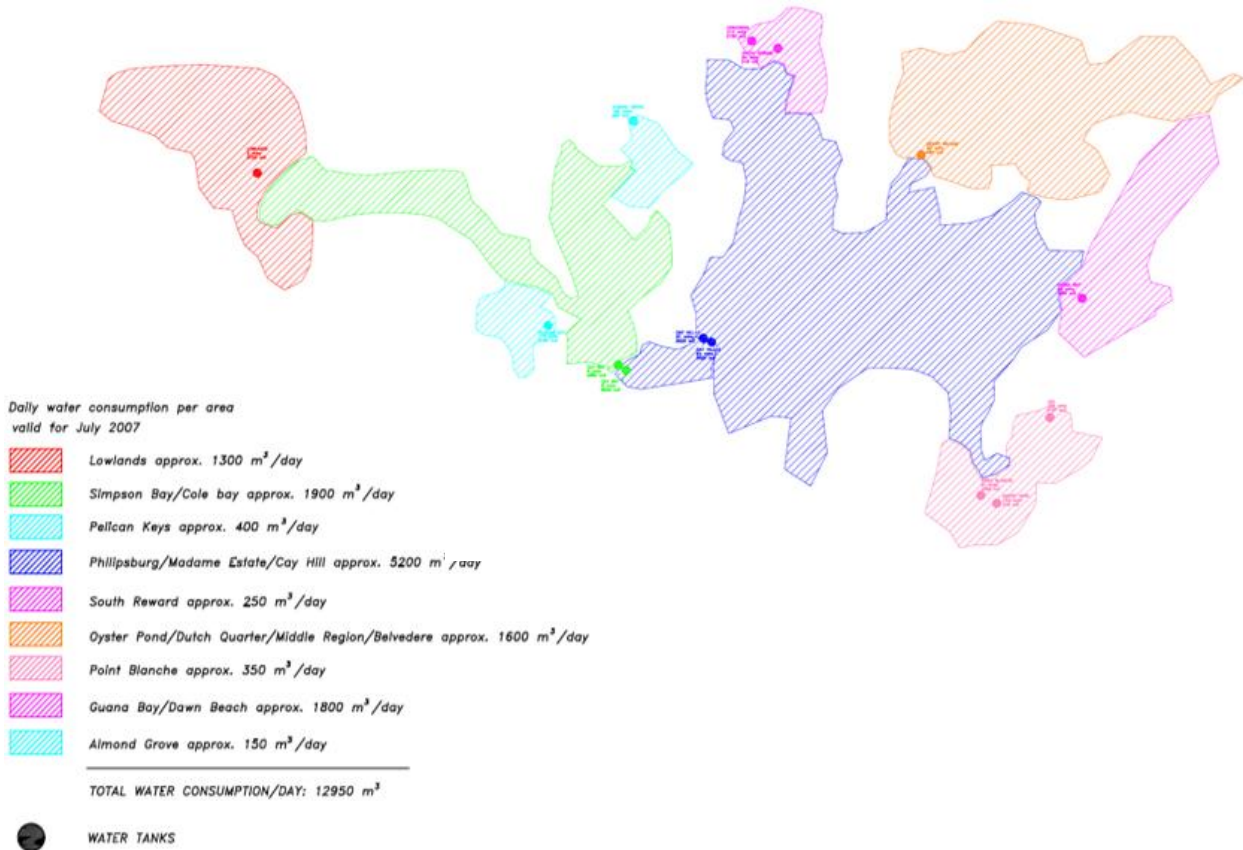 LOWLANDS
Daily water consumption per area
valid for July 2007
Lowlands approx. 1300 m³/day
Simpson Bay/Cole bay approx. 1900 m³/day
Pelican Keys approx. 400 m³/day
Philipsburg/Madame Estate/Cay Hill approx. 5200 m³/day
South Reward approx. 250 m³/day
Oyster Pond/Dutch Quarter/Middle Region/Belvedere approx. 1600 m³/day
Point Blanche approx. 350 m³/day
Guana Bay/Dawn Beach approx. 1800 m³/day
Almond Grove approx. 150 m³/day
TOTAL WATER CONSUMPTION/DAY: 12950 m³
WATER TANKS